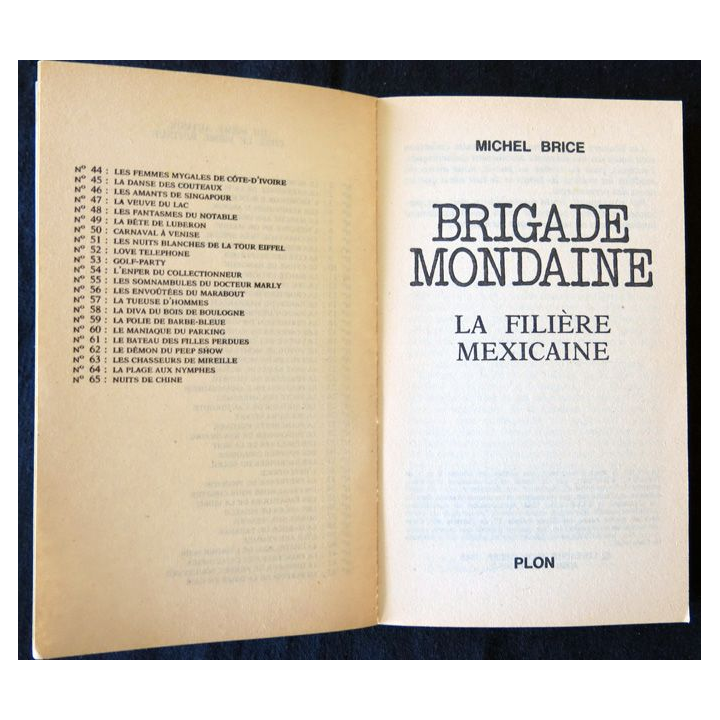 N° 44 : LES FEMMES MYGALES DE CÔTE-D'IVOIRE
N° 45 : LA DANSE DES COUTEAUX
N° 46 : LES AMANTS DE SINGAPOUR
N° 47 : LA VEUVE DU LAC
N° 48 : LES FANTASMES DU NOTABLE
N° 49 : LA BÊTE DE LUBERON
N° 50 : CARNAVAL À VENISE
N° 51 : LES NUITS BLANCHES DE LA TOUR EIFFEL
N° 52 : LOVE TELEPHONE
N° 53 : GOLF-PARTY
N° 54 : L'ENFER DU COLLECTIONNEUR
N° 55 : LES SOMNAMBULES DU DOCTEUR MARLY
N° 56 : LES ENVOÛTÉES DU MARABOUT
N° 57 : LA TUEUSE D'HOMMES
N° 58 : LA DIVA DU BOIS DE BOULOGNE
N° 59 : LA FOLIE DE BARBE-BLEUE
N° 60 : LE MANIAQUE DU PARKING
N° 61 : LE BATEAU DES FILLES PERDUES
N° 62 : LE DÉMON DU PEEP SHOW
N° 63 : LES CHASSEURS DE MIREILLE
N° 64 : LA PLAGE AUX NYMPHES
N° 65 : NUITS DE CHINE
MICHEL BRICE
BRIGADE
MONDAINE
LA FILIÈRE
MEXICAINE
PLON